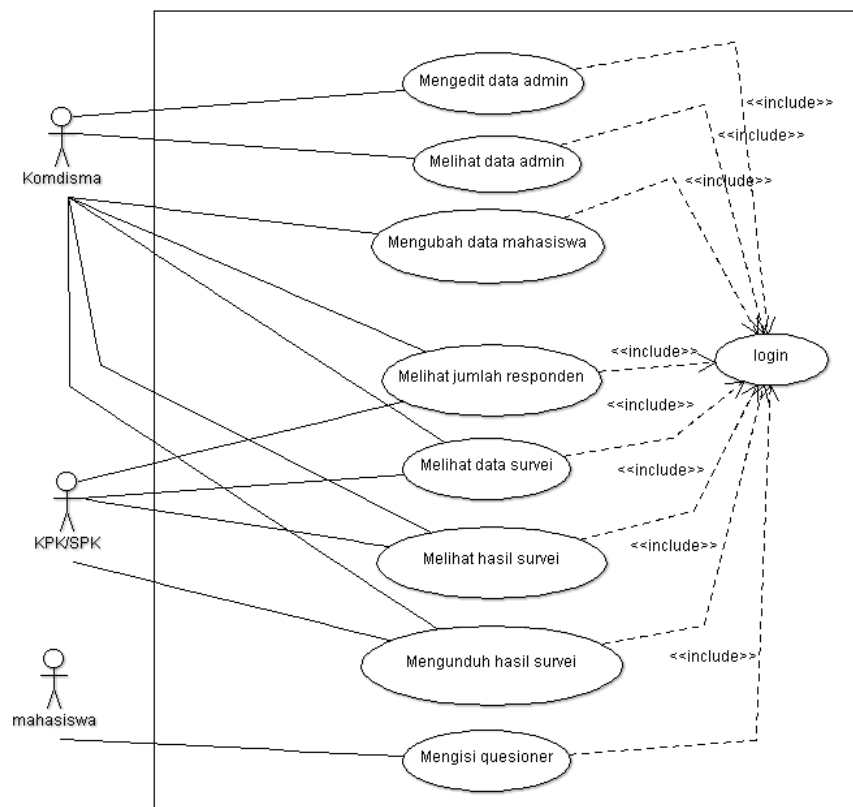 Mengedit data admin
<<include>>
Komdisma
Melihat data admin
<<include>>
<<include>>
Mengubah data mahasiswa
Melihat jumlah responden
<<include>>
login
<<include>>
Melihat data survei
<<include>>
KPK/SPK
Melihat hasil survei
<<include>>
Mengunduh hasil survei
<<include>>
mahasiswa
Mengisi quesioner